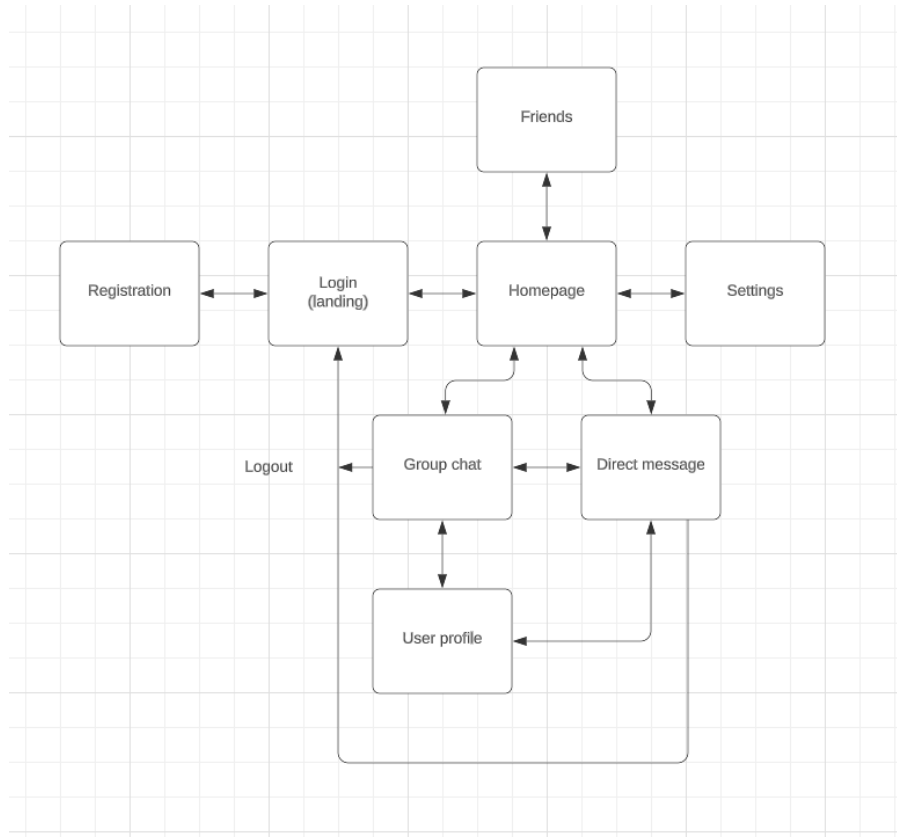 Friends
Registration
Login
(landing)
Homepage
Settings
Logout
Group chat
Direct message
User profile